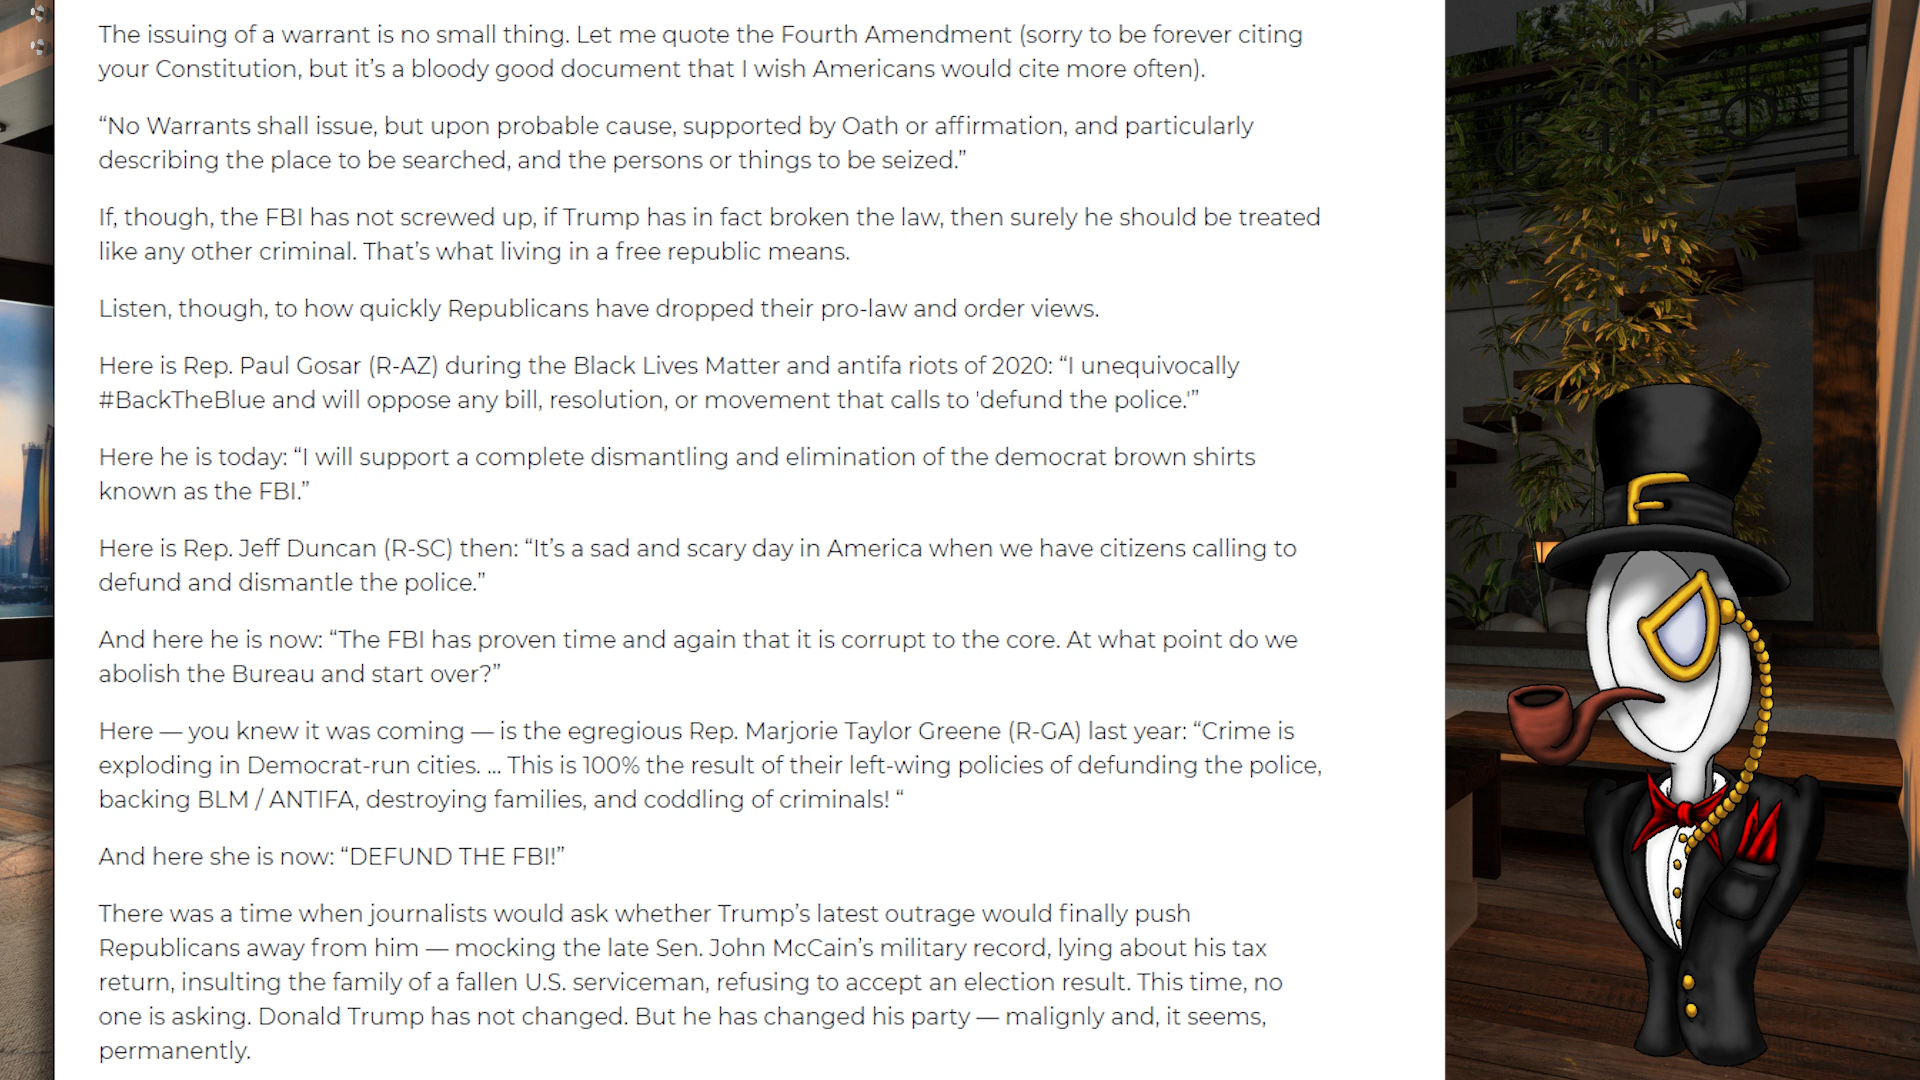 The issuing of a warrant is no small thing. Let me quote the Fourth Amendment (sorry to be forever citing
your Constitution, but it’s a bloody good document that I wish Americans would cite more often).
“No Warrants shall issue, but upon probable cause, supported by Oath or affirmation, and particularly
describing the place to be searched, and the persons or things to be seized.”
If, though, the FBI has not screwed up, if Trump has in fact broken the law, then surely he should be treated
like any other criminal. That’s what living in a free republic means.
Listen, though, to how quickly Republicans have dropped their pro-law and order views.
Here is Rep. Paul Gosar (R-AZ) during the Black Lives Matter and antifa riots of 2020: “I unequivocally
#BackTheBlue and will oppose any bill, resolution, or movement that calls to 'defund the police.'”
Here he is today: “I will support a complete dismantling and elimination of the democrat brown shirts
known as the FBI.”
Here is Rep. Jeff Duncan (R-SC) then: “It’s a sad and scary day in America when we have citizens calling to
defund and dismantle the police.”
And here he is now: “The FBI has proven time and again that it is corrupt to the core. At what point do we
abolish the Bureau and start over?”
Here — you knew it was coming — is the egregious Rep. Marjorie Taylor Greene (R-GA) last year: “Crime is
exploding in Democrat-run cities. ... This is 100% the result of their left-wing policies of defunding the police,
backing BLM / ANTIFA, destroying families, and coddling of criminals! “
And here she is now: “DEFUND THE FBI!”
There was a time when journalists would ask whether Trump’s latest outrage would finally push
Republicans away from him — mocking the late Sen. John McCain’s military record, lying about his tax
return, insulting the family of a fallen U.S. serviceman, refusing to accept an election result. This time, no
one is asking. Donald Trump has not changed. But he has changed his party — malignly and, it seems,
permanently.